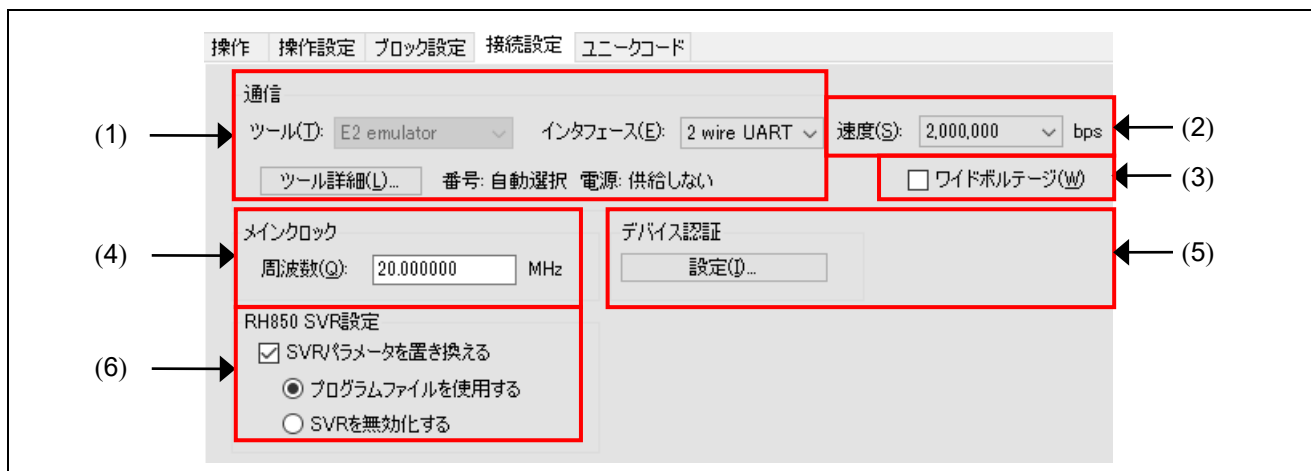 操作 操作設定 ブロック設定 接続設定 ユニークコード
通信
(1) ツール(T): E2 emulator インタフェース(E): 2 wire UART 速度(S): 2,000,000 bps (2)
ツール詳細(L)... 番号: 自動選択 電源: 供給しない ワイドボルテージ(W) (3)
メインクロック デバイス認証
(4) 周波数(Q): 20.000000 MHz 設定(I)... (5)
RH850 SVR設定
SVRパラメータを置き換える
(6) プログラムファイルを使用する
SVRを無効化する